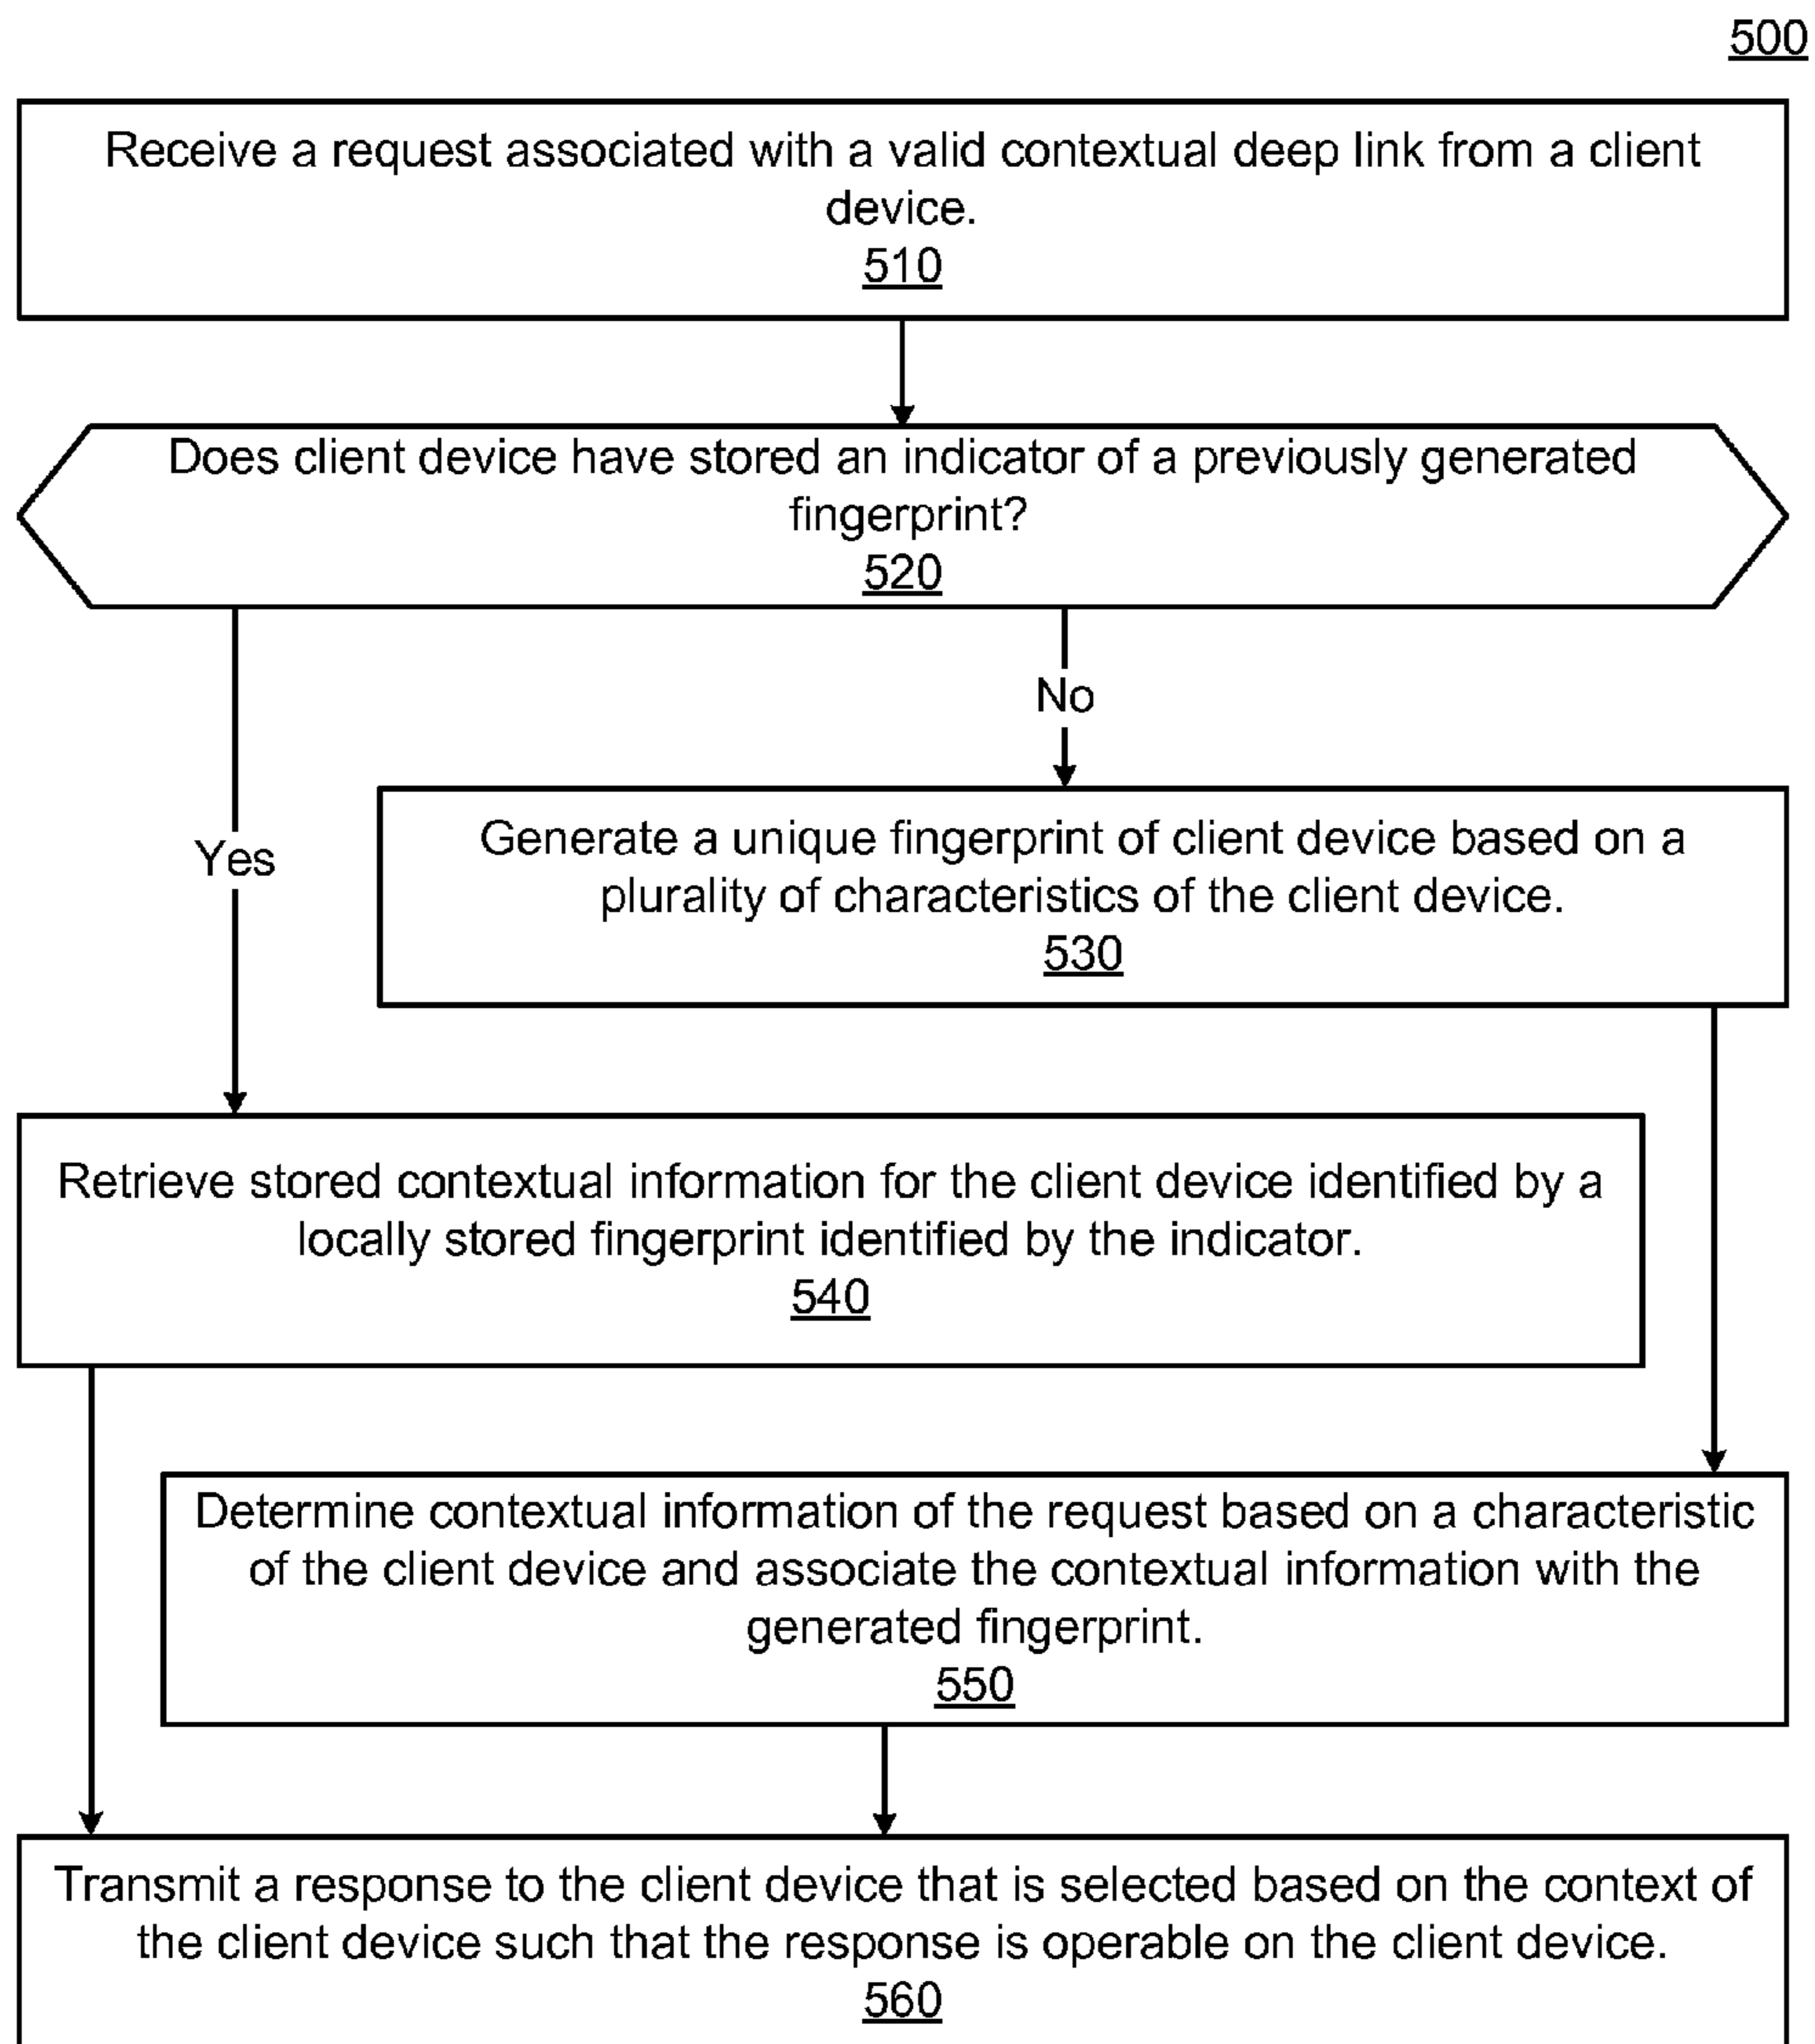 500
Receive a request associated with a valid contextual deep link from a client
device.
510
Does client device have stored an indicator of a previously generated
fingerprint?
520
No
Yes
Generate a unique fingerprint of client device based on a
plurality of characteristics of the client device.
530
Retrieve stored contextual information for the client device identified by a
locally stored fingerprint identified by the indicator.
540
Determine contextual information of the request based on a characteristic
of the client device and associate the contextual information with the
generated fingerprint.
550
Transmit a response to the client device that is selected based on the context of
the client device such that the response is operable on the client device.
560